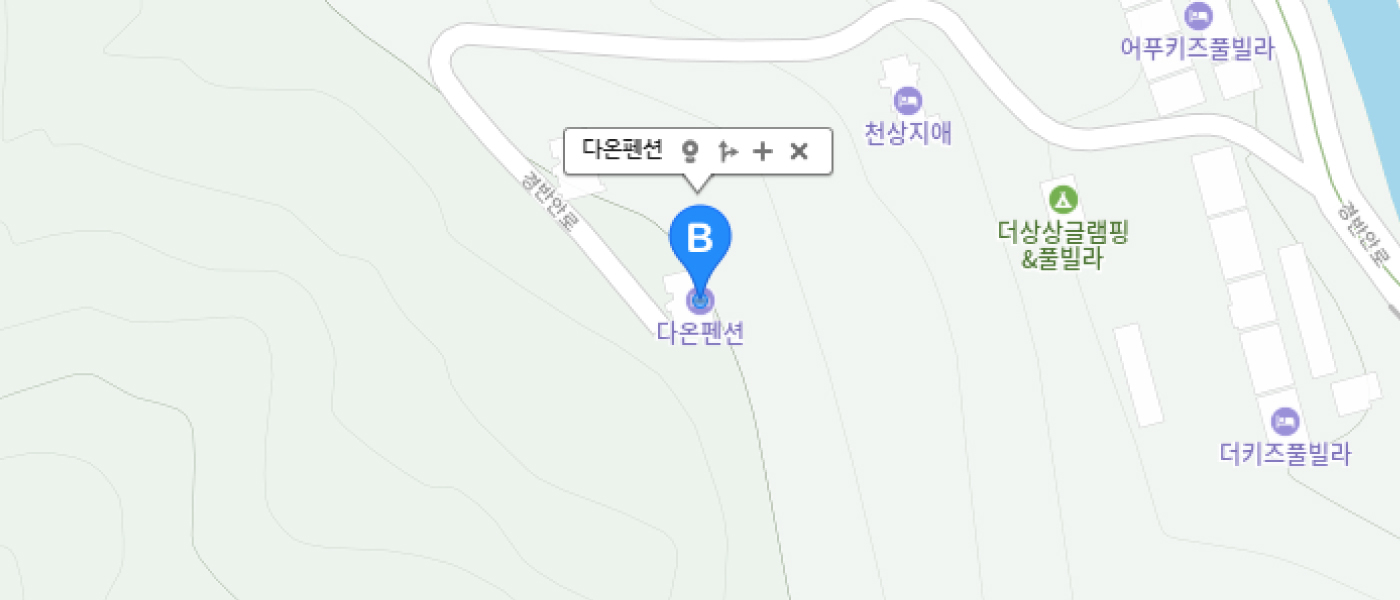 어푸키즈풀빌라
천상지애
다온펜션
경반안로
더상상글램핑
&풀빌라
경반안로
B
다온펜션
더키즈풀빌라